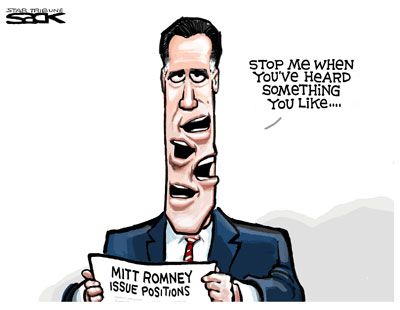 STAR TRIBUNE
SACK
STOP ME WHEN
YOU'VE HEARD
SOMETHING
YOU LIKE....
MITT ROMNEY
ISSUE POSITIONS